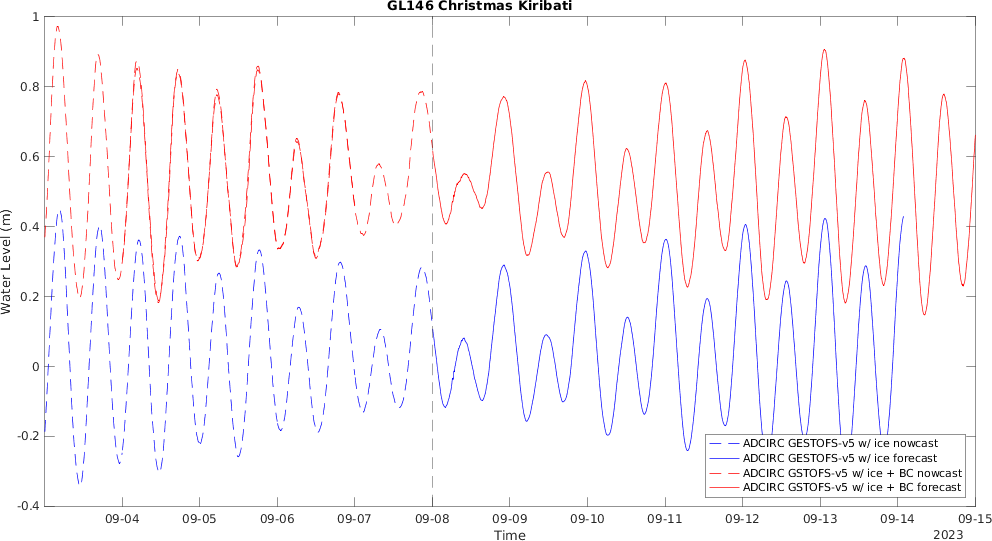 GL146 Christmas Kiribati
1
0.8
0.6
0.4
0.2
0
-0.2
-0.4
Water Level (m)
ADCIRC GESTOFS-v5 w/ ice nowcast
ADCIRC GESTOFS-v5 w/ ice forecast
ADCIRC GSTOFS-v5 w/ ice + BC nowcast
ADCIRC GSTOFS-v5 w/ ice + BC forecast
09-04 09-05 09-06 09-07 09-08 09-09 09-10 09-11 09-12 09-13 09-14 09-15
Time
2023